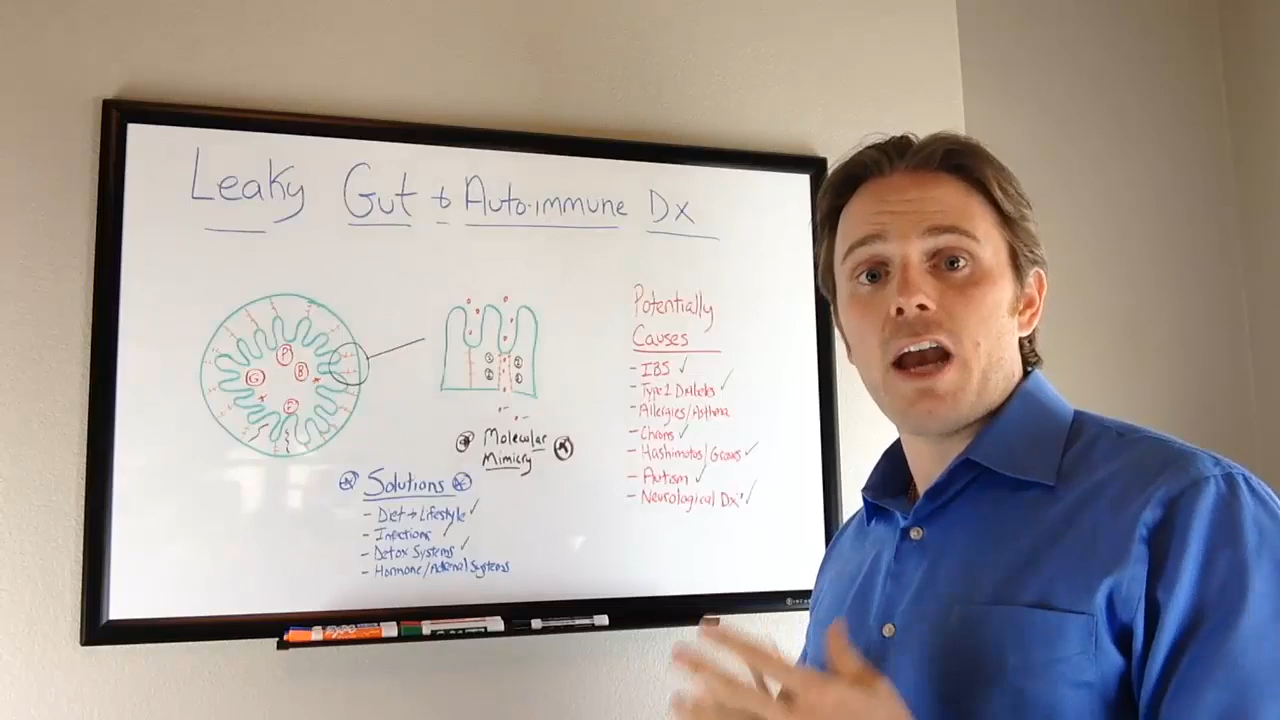 Leaky Gut & Auto-immune Dx
P
G
B
F
Molecular
Mimicry
Solutions
- Diet + Lifestyle ✓
- Infections ✓
- Detox Systems ✓
- Hormone/Adrenal Systems
Potentially
Causes
- IBS ✓
- Type 1 Diabetes ✓
- Allergies/Asthma
- Chrons ✓
- Hashimotos/Graves ✓
- Autism ✓
- Neurological Dx' ✓
EXPO